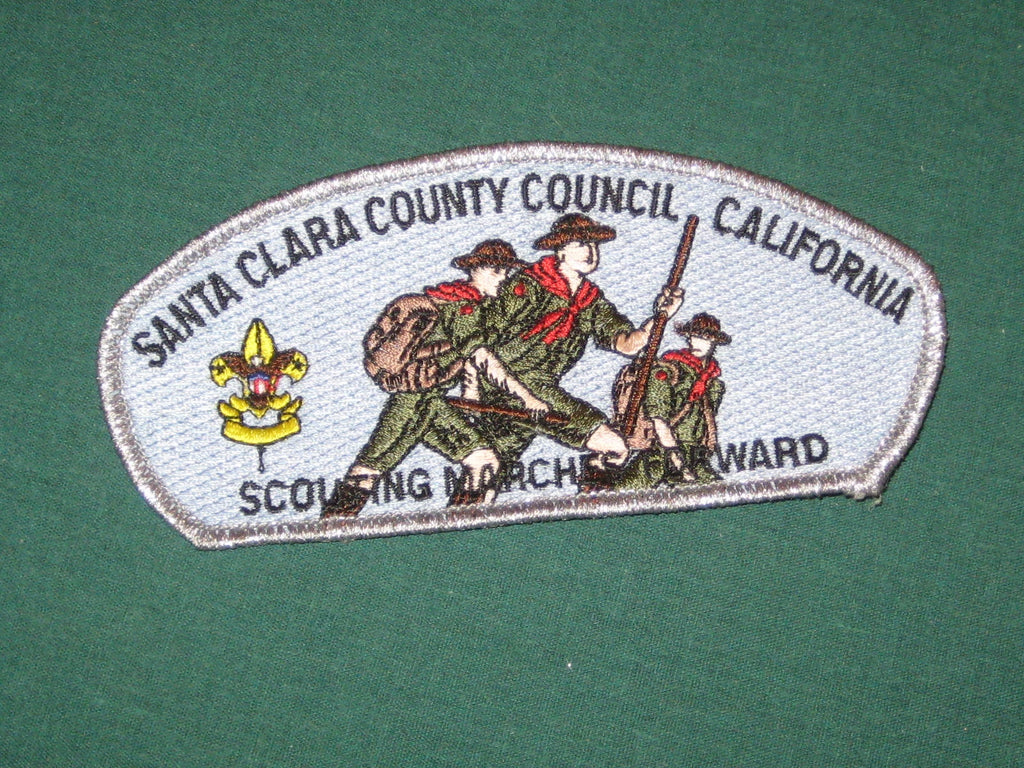 SANTA CLARA COUNTY COUNCIL, CALIFORNIA
SCOUTING MARCHES FORWARD